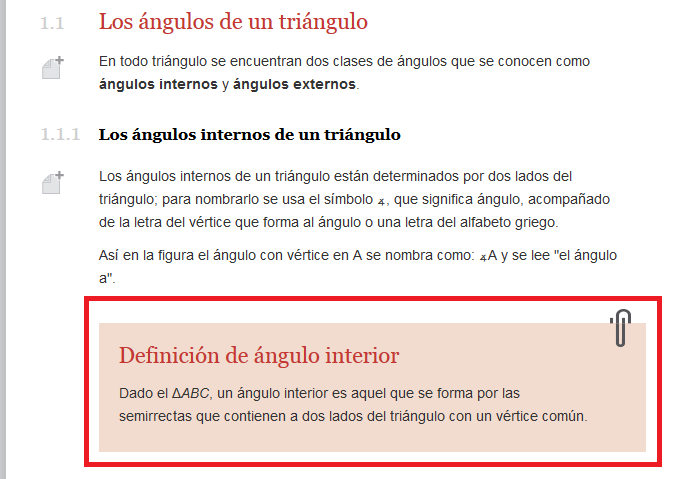 1.1 Los ángulos de un triángulo
En todo triángulo se encuentran dos clases de ángulos que se conocen como
ángulos internos y ángulos externos.
1.1.1 Los ángulos internos de un triángulo
Los ángulos internos de un triángulo están determinados por dos lados del
triángulo; para nombrarlo se usa el símbolo ∡, que significa ángulo, acompañado
de la letra del vértice que forma al ángulo o una letra del alfabeto griego.
Así en la figura el ángulo con vértice en A se nombra como: ∡A y se lee "el ángulo
a".
Definición de ángulo interior
Dado el ΔABC, un ángulo interior es aquel que se forma por las
semirrectas que contienen a dos lados del triángulo con un vértice común.